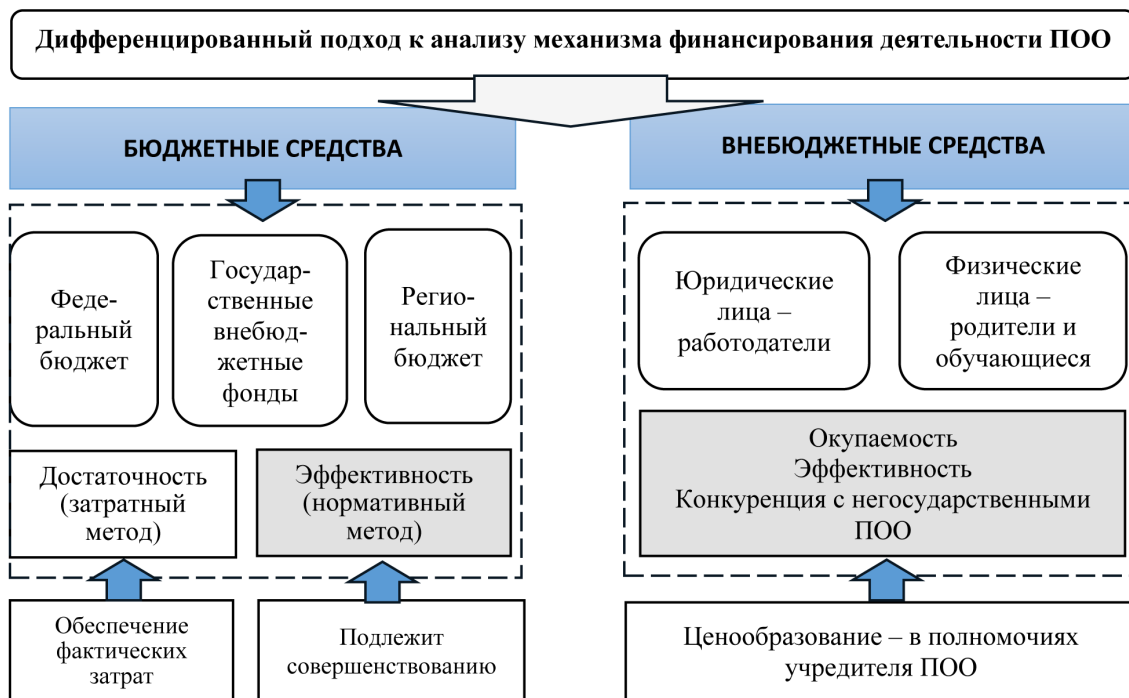 Дифференцированный подход к анализу механизма финансирования деятельности ПОО
БЮДЖЕТНЫЕ СРЕДСТВА
ВНЕБЮДЖЕТНЫЕ СРЕДСТВА
Феде-
ральный
бюджет
Государ-
ственные
внебюд-
жетные
фонды
Регио-
нальный
бюджет
Юридические
лица –
работодатели
Физические
лица –
родители и
обучающиеся
Достаточность
(затратный
метод)
Эффективность
(нормативный
метод)
Окупаемость
Эффективность
Конкуренция с негосударственными
ПОО
Обеспечение
фактических
затрат
Подлежит
совершенствованию
Ценообразование – в полномочиях
учредителя ПОО